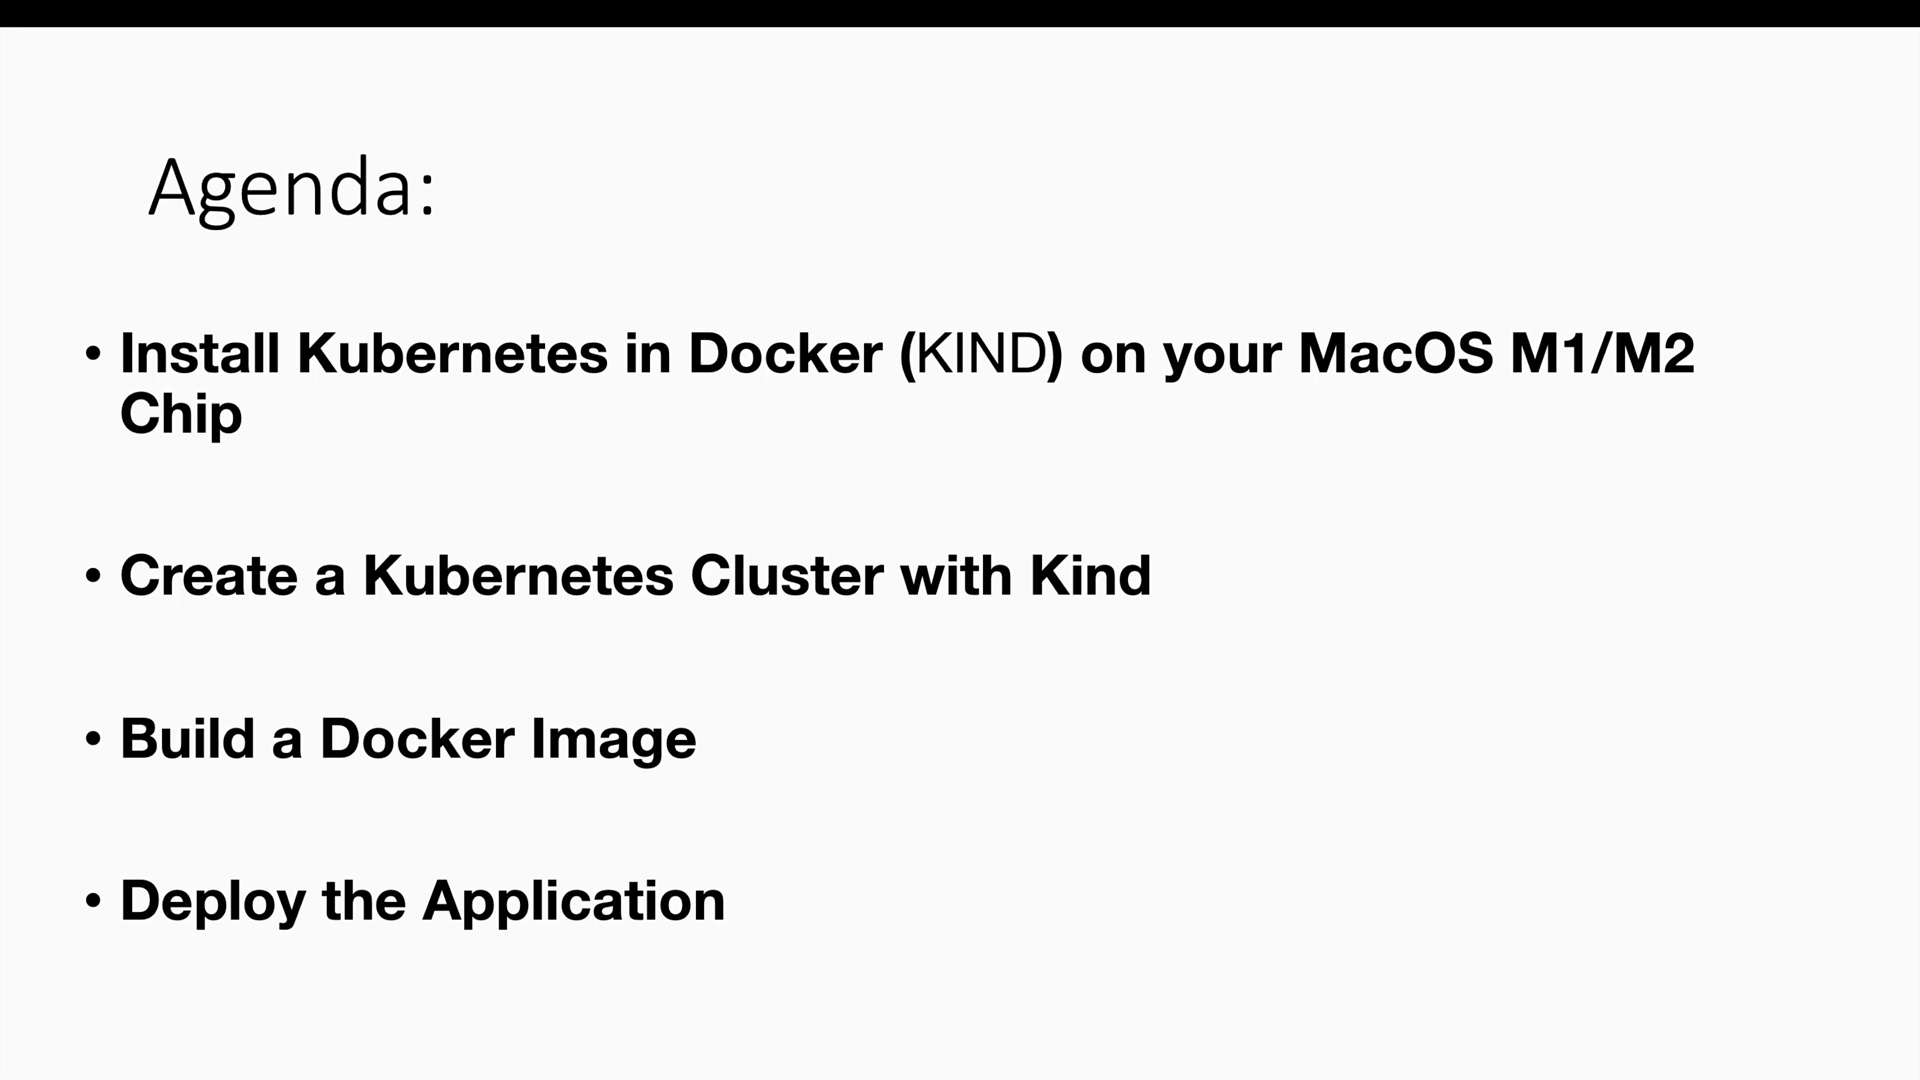 Agenda:
• Install Kubernetes in Docker (KIND) on your MacOS M1/M2
Chip
• Create a Kubernetes Cluster with Kind
• Build a Docker Image
• Deploy the Application